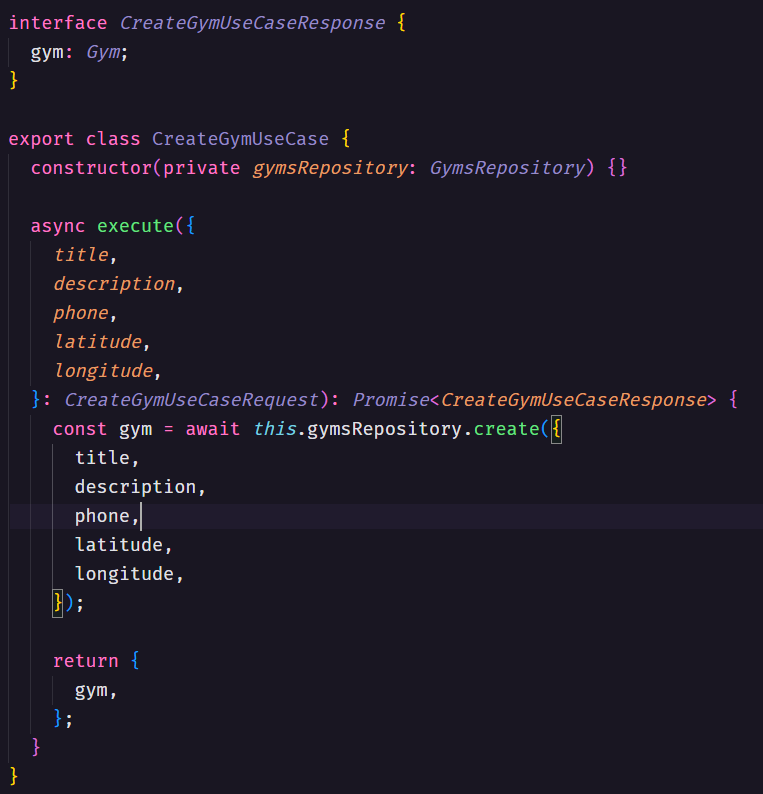 interface CreateGymUseCaseResponse {
  gym: Gym;
}

export class CreateGymUseCase {
  constructor(private gymsRepository: GymsRepository) {}

  async execute({
    title,
    description,
    phone,
    latitude,
    longitude,
  }: CreateGymUseCaseRequest): Promise<CreateGymUseCaseResponse> {
    const gym = await this.gymsRepository.create({
      title,
      description,
      phone,
      latitude,
      longitude,
    });

    return {
      gym,
    };
  }
}